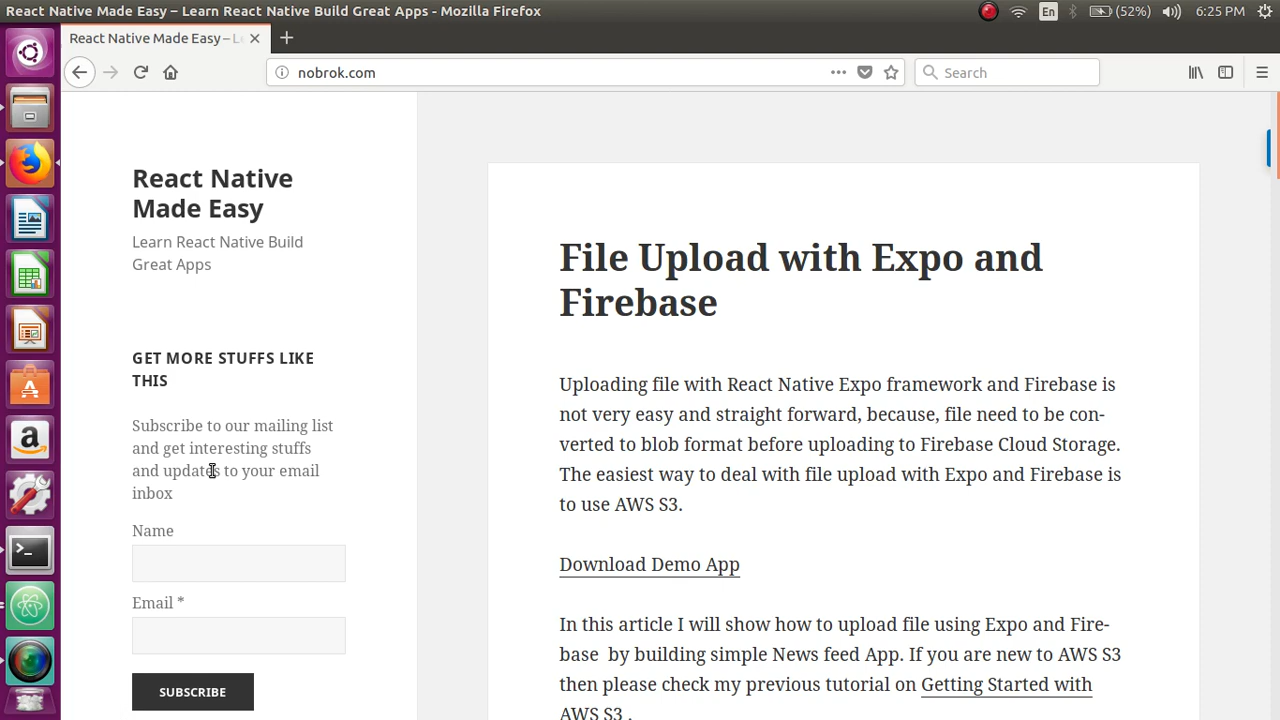 React Native Made Easy – Learn React Native Build Great Apps - Mozilla Firefox
En
(52%)
6:25 PM
React Native Made Easy – L
nobrok.com
Search
React Native
Made Easy
Learn React Native Build
Great Apps
GET MORE STUFFS LIKE
THIS
Subscribe to our mailing list
and get interesting stuffs
and updates to your email
inbox
Name
Email *
SUBSCRIBE
File Upload with Expo and
Firebase
Uploading file with React Native Expo framework and Firebase is
not very easy and straight forward, because, file need to be con-
verted to blob format before uploading to Firebase Cloud Storage.
The easiest way to deal with file upload with Expo and Firebase is
to use AWS S3.
Download Demo App
In this article I will show how to upload file using Expo and Fire-
base by building simple News feed App. If you are new to AWS S3
then please check my previous tutorial on Getting Started with
AWS S3 .